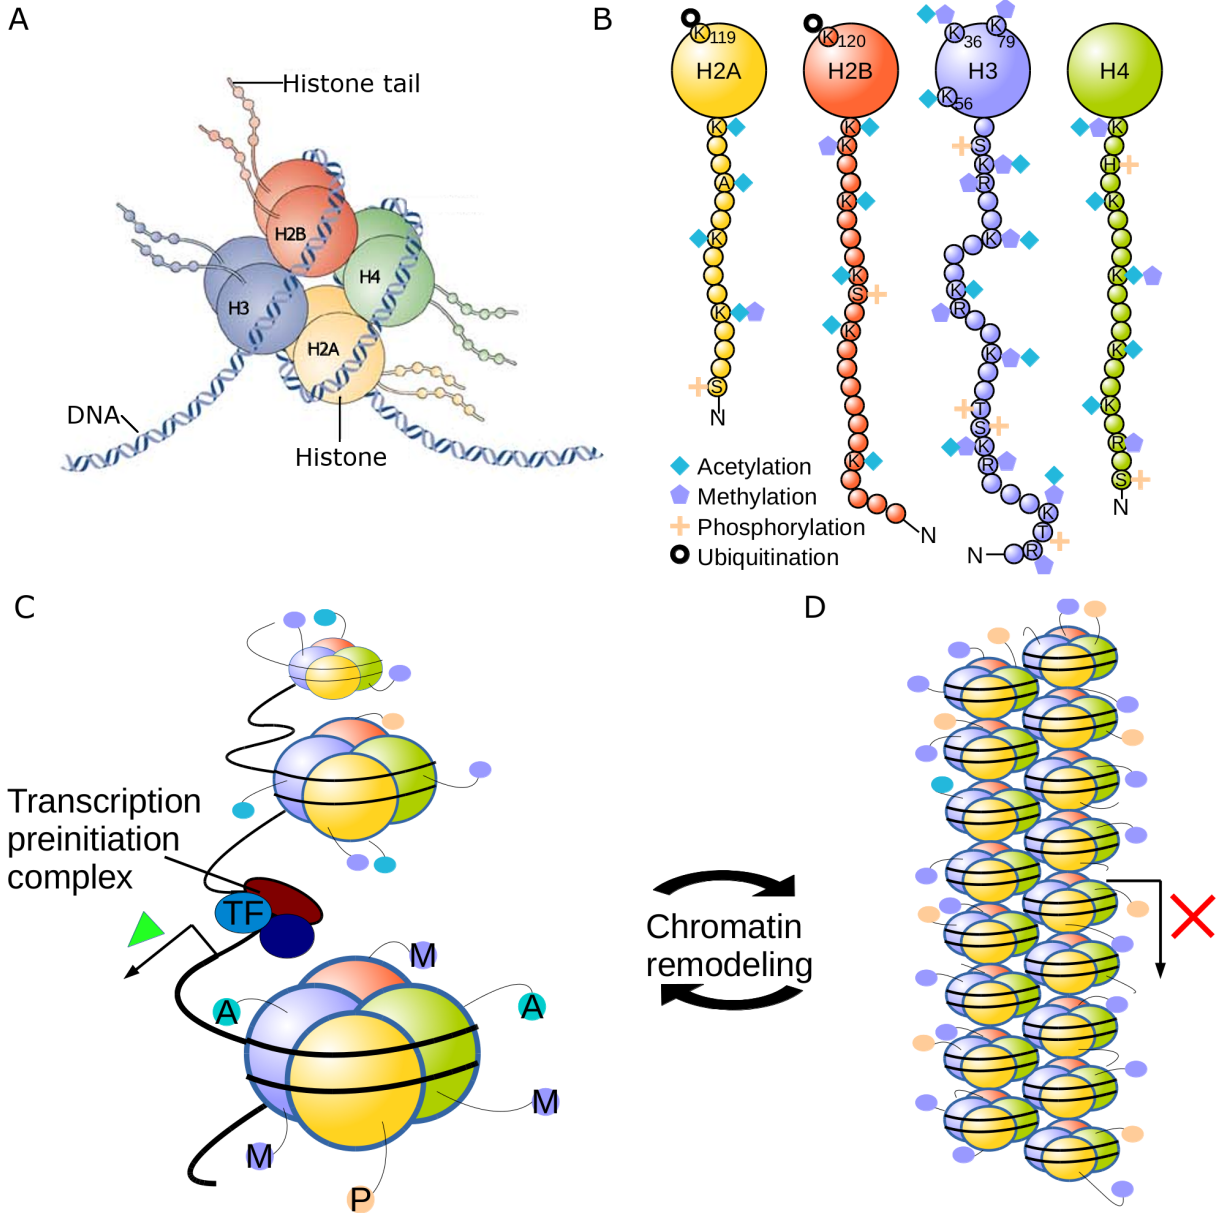 A
Histone tail
H2B
H4
H3
H2A
DNA
Histone
B
K119
K120
K36
K79
H2A
H2B
H3
H4
K56
K
K
K
S
K
K
H
K
R
A
K
K
K
K
K
K
S
K
K
R
K
K
K
K
S
T
N
S
K
K
R
R
K
S
K
T
R
N
N
N
Acetylation
Methylation
Phosphorylation
Ubiquitination
C
Transcription
preinitiation
complex
TF
M
A
A
M
M
P
Chromatin
remodeling
D